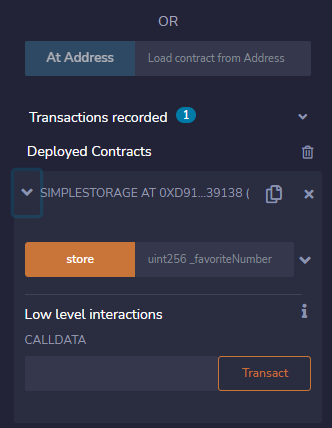 OR
At Address Load contract from Address
Transactions recorded 1
Deployed Contracts
SIMPLESTORAGE AT 0XD91...39138 (
store uint256 _favoriteNumber
Low level interactions
CALLDATA
Transact